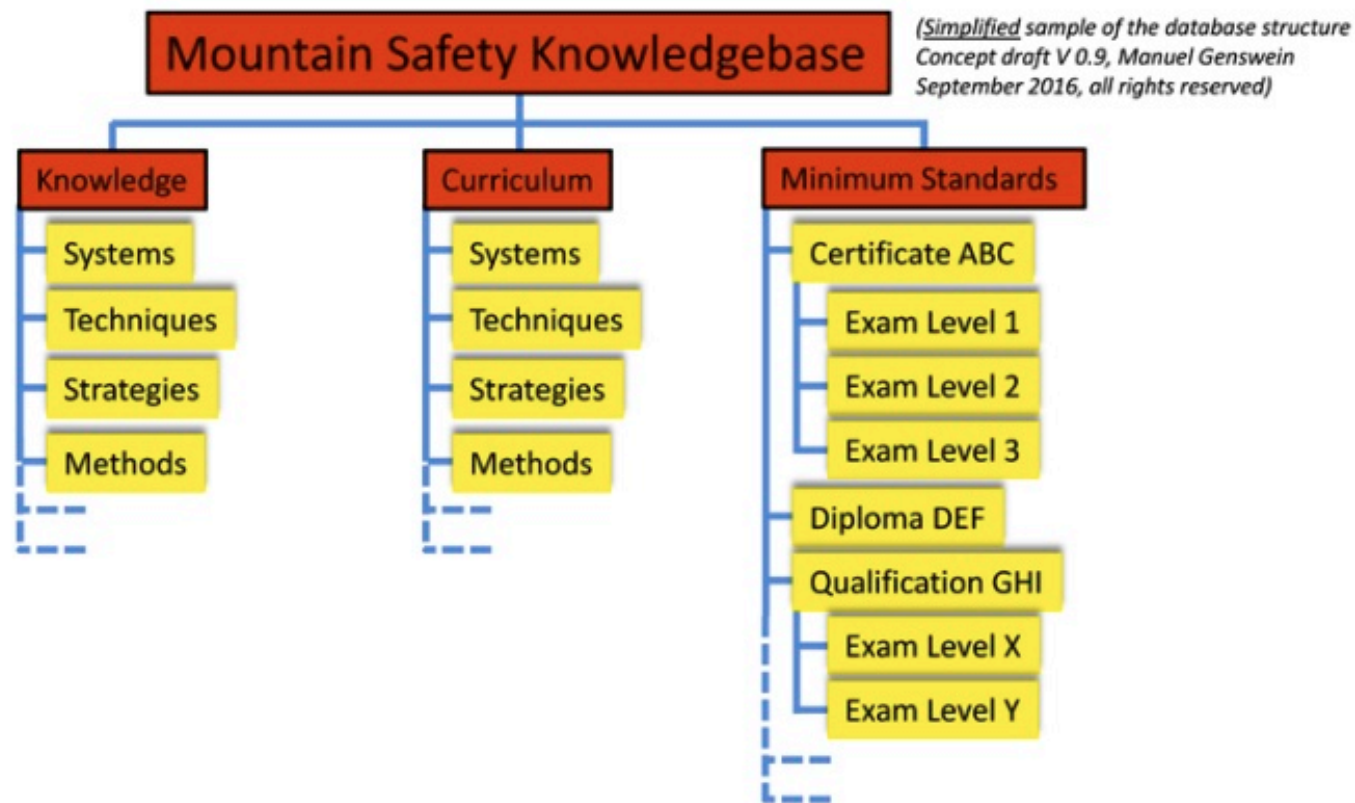 Mountain Safety Knowledgebase
(Simplified sample of the database structure
Concept draft V 0.9, Manuel Genswein
September 2016, all rights reserved)
Knowledge
Systems
Techniques
Strategies
Methods
Curriculum
Systems
Techniques
Strategies
Methods
Minimum Standards
Certificate ABC
Exam Level 1
Exam Level 2
Exam Level 3
Diploma DEF
Qualification GHI
Exam Level X
Exam Level Y